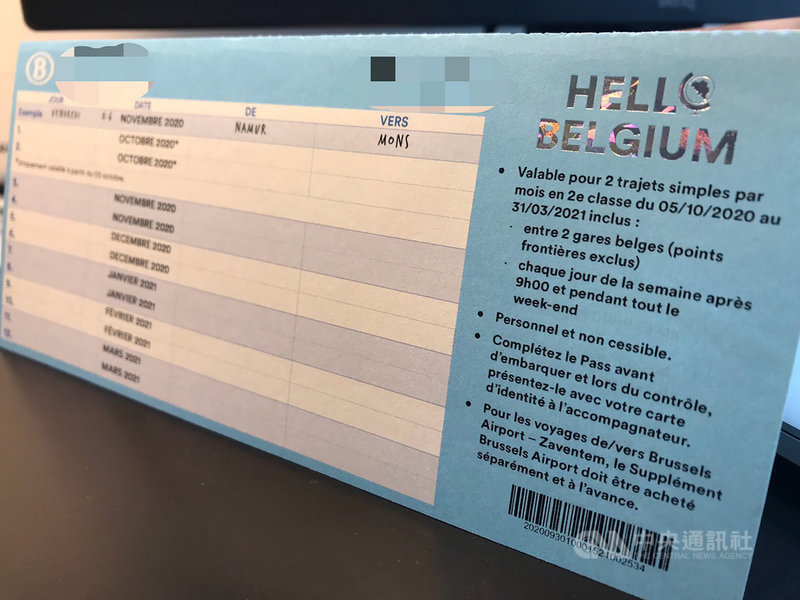 B
JOUR DATE DE VERS
Exemple VENDREDI 06 NOVEMBRE 2020 NAMUR MONS
1. OCTOBRE 2020*
2. OCTOBRE 2020*
*Uniquement valable à partir du 05 octobre.
3. NOVEMBRE 2020
4. NOVEMBRE 2020
5. DECEMBRE 2020
6. DECEMBRE 2020
7. JANVIER 2021
8. JANVIER 2021
9. FÉVRIER 2021
10. FÉVRIER 2021
11. MARS 2021
12. MARS 2021
HELLO
BELGIUM
• Valable pour 2 trajets simples par
mois en 2e classe du 05/10/2020 au
31/03/2021 inclus :
· entre 2 gares belges (points
frontières exclus)
· chaque jour de la semaine après
9h00 et pendant tout le
week-end
• Personnel et non cessible.
• Complétez le Pass avant
d'embarquer et lors du contrôle,
présentez-le avec votre carte
d'identité à l'accompagnateur.
• Pour les voyages de/vers Brussels
Airport – Zaventem, le Supplément
Brussels Airport doit être acheté
séparément et à l'avance.
2020093010001521002534
中央通訊社
THE CENTRAL NEWS AGENCY